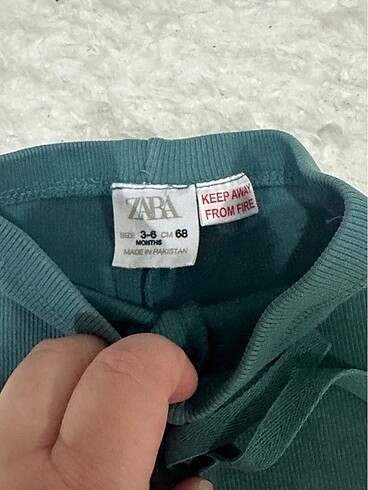 ZARA
SIZE 3-6 CM 68
MONTHS
MADE IN PAKISTAN
KEEP AWAY
FROM FIRE